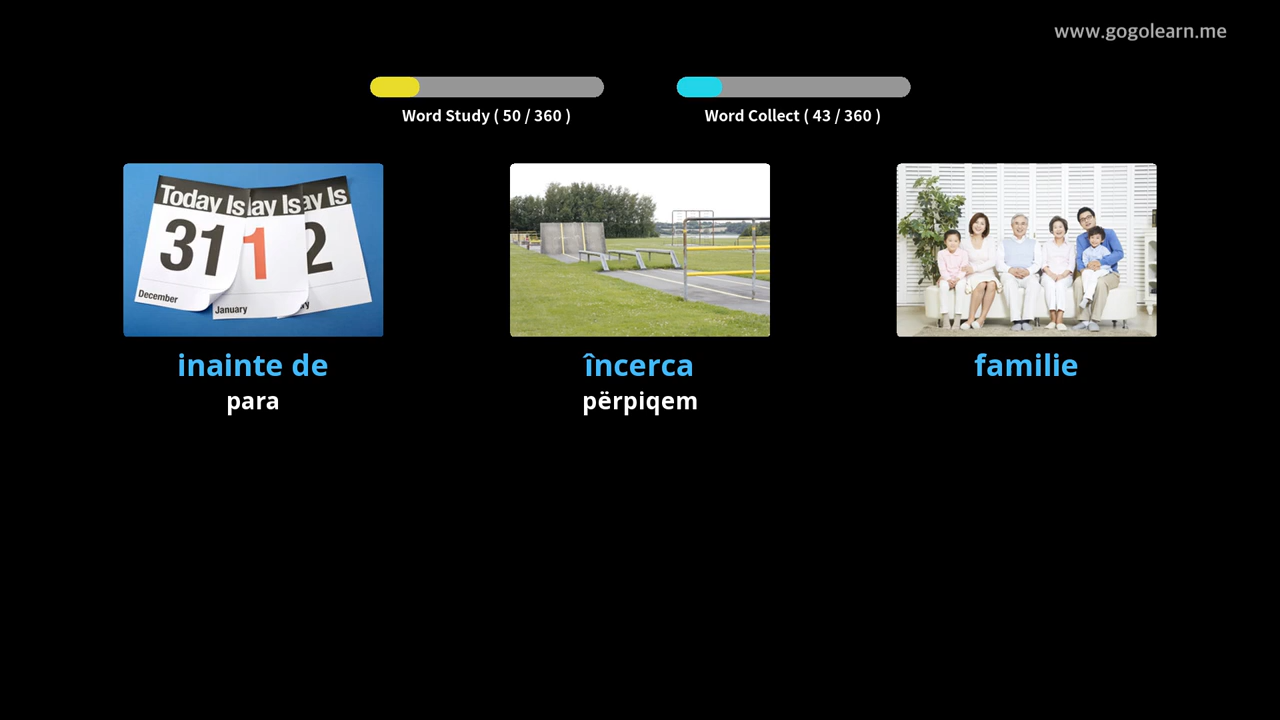 www.gogolearn.me
Word Study ( 50 / 360 )
Word Collect ( 43 / 360 )
Today Is
ay Is
ay Is
31
1
2
December
January
inainte de
încerca
familie
para
përpiqem